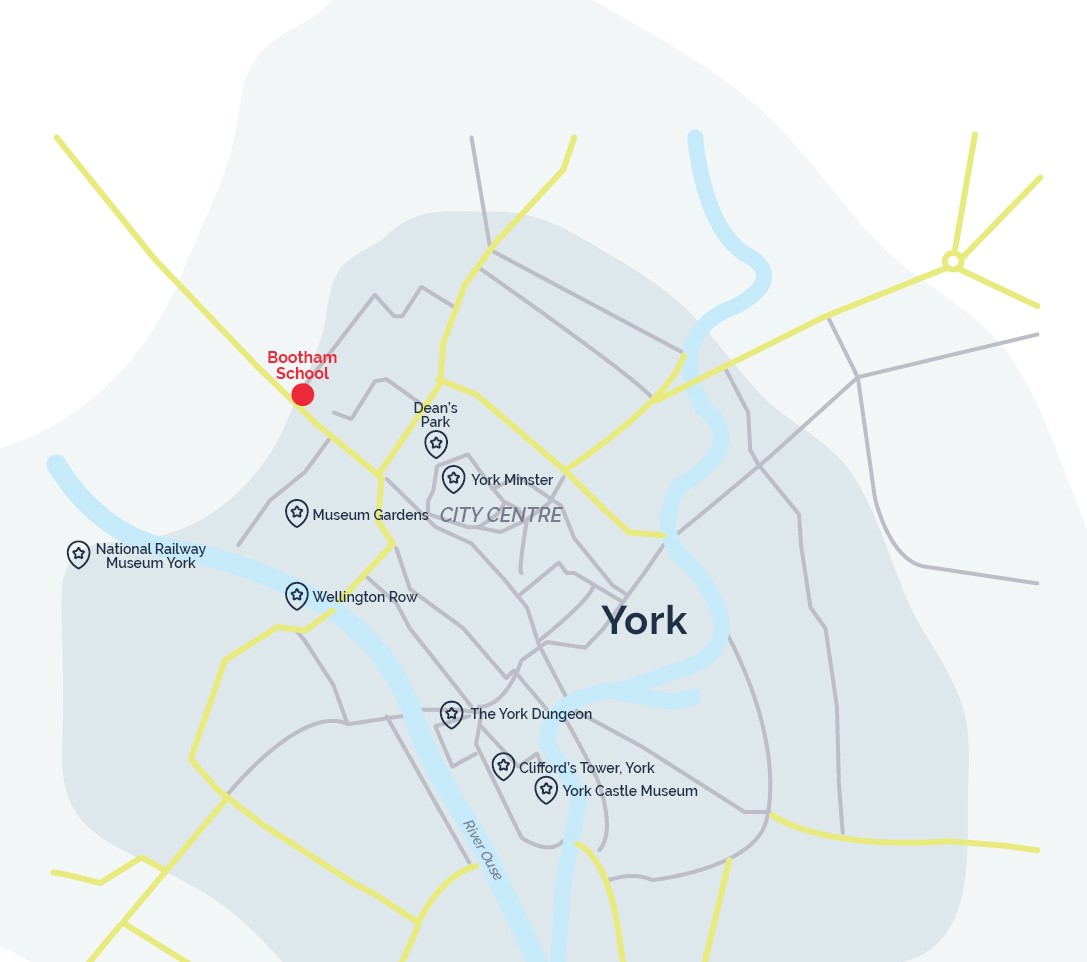 Bootham
School
Dean's
Park
York Minster
Museum Gardens
CITY CENTRE
National Railway
Museum York
Wellington Row
York
The York Dungeon
Clifford's Tower, York
York Castle Museum
River Ouse